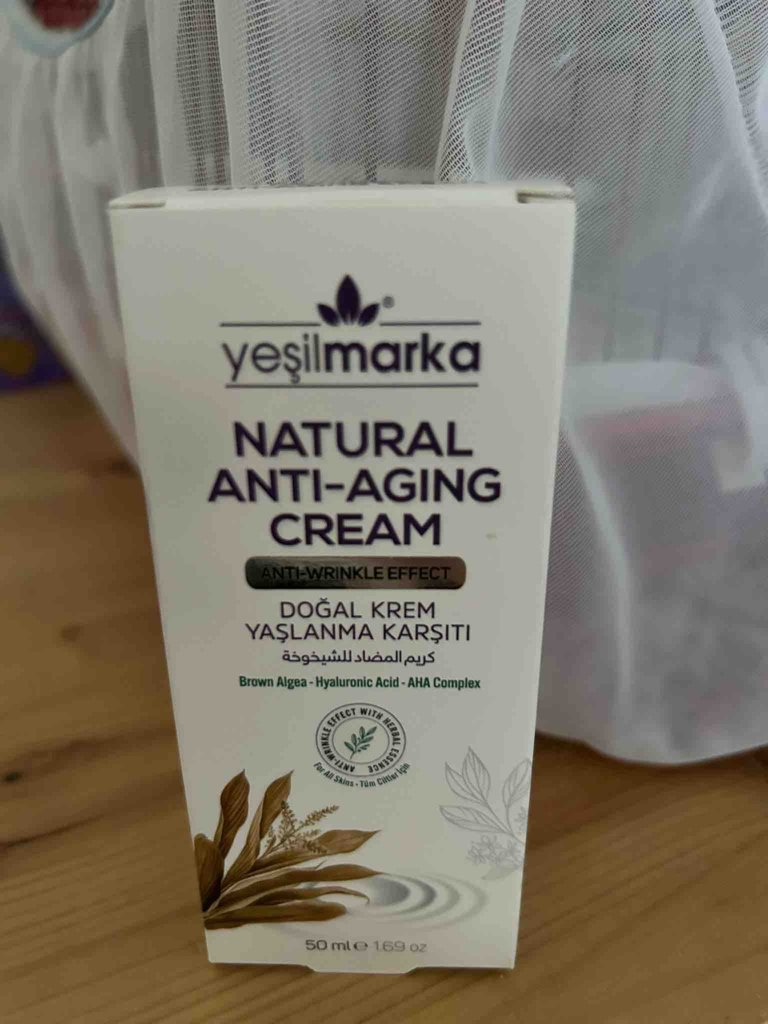 yeşilmarka®
NATURAL
ANTI-AGING
CREAM
ANTI-WRINKLE EFFECT
DOĞAL KREM
YAŞLANMA KARŞITI
كريم المضاد للشيخوخة
Brown Algea - Hyaluronic Acid - AHA Complex
ANTI-WRINKLE EFFECT WITH HERBAL ESSENCE
For All Skins - Tüm Ciltler İçin
50 ml ℮ 1.69 oz